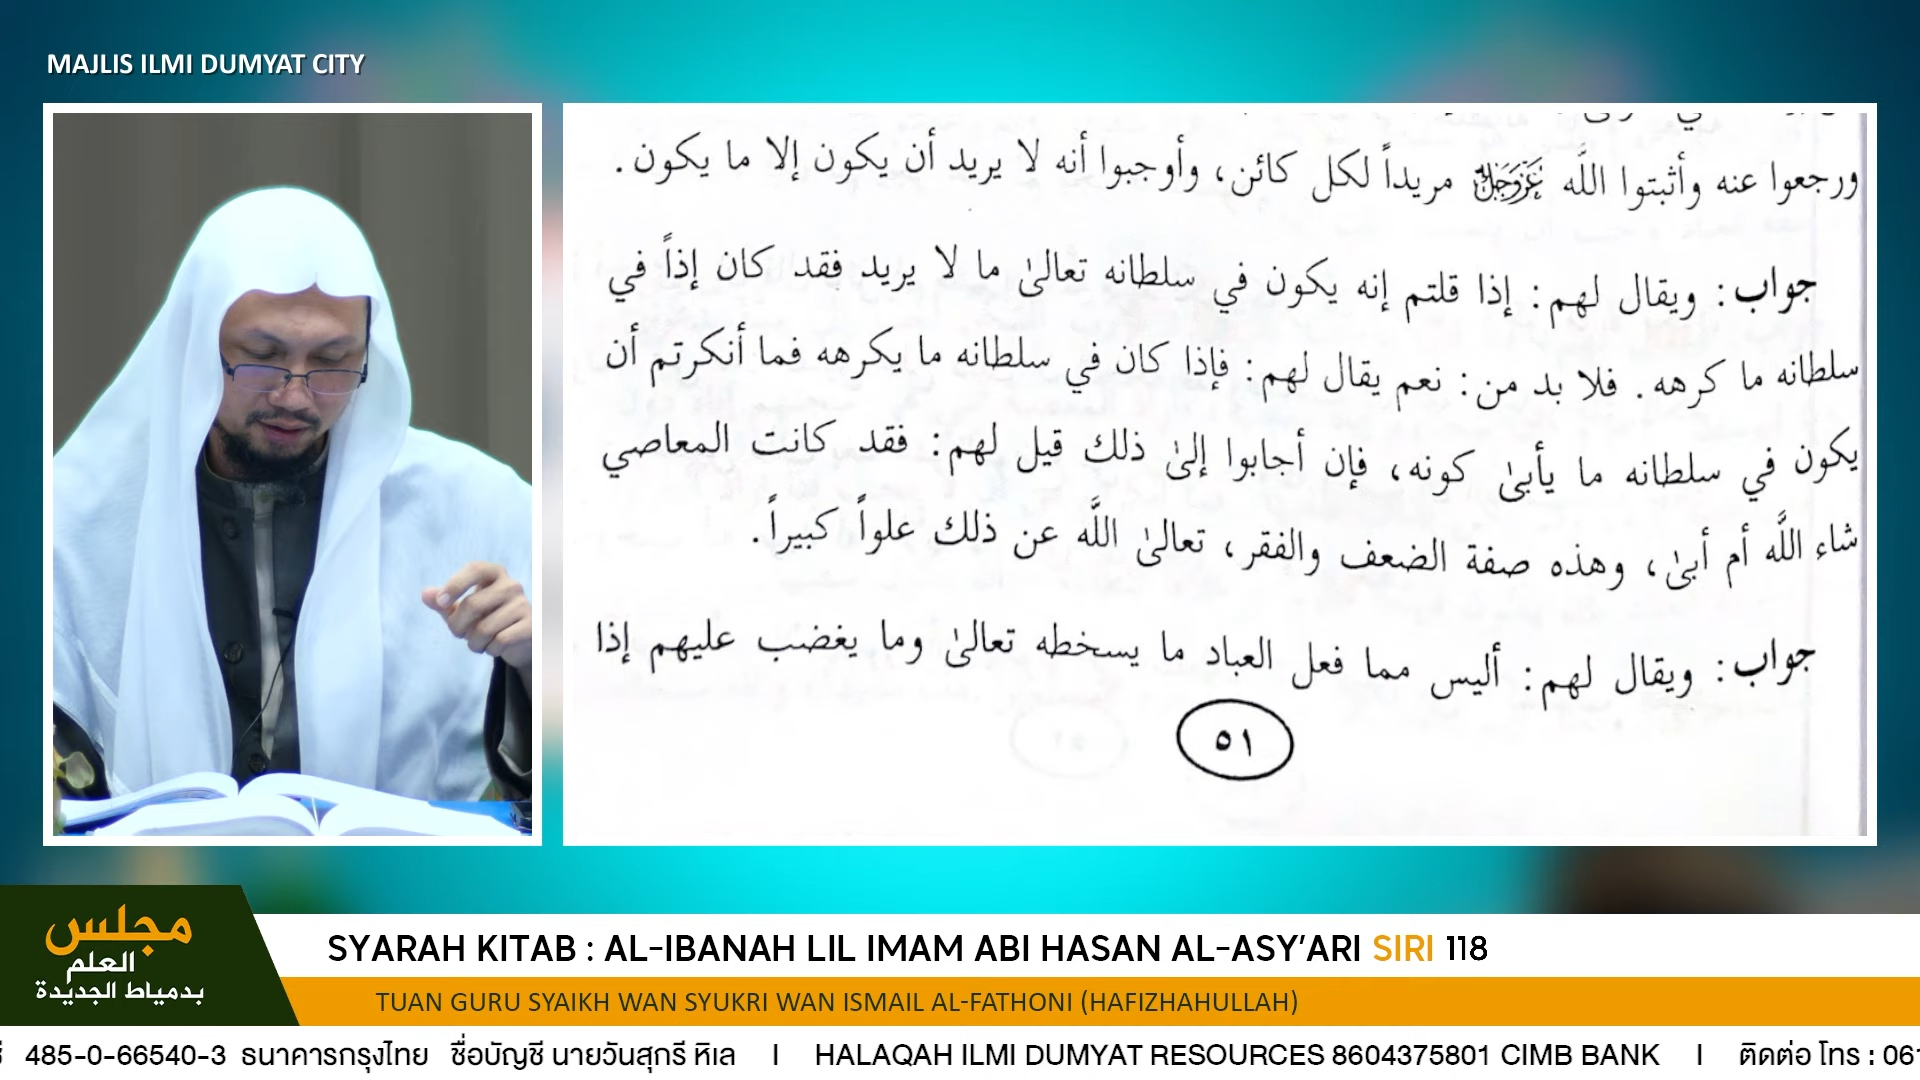 MAJLIS ILMI DUMYAT CITY
ورجعوا عنه وأثبتوا اللَّه عَزَّوَجَلَّ مريداً لكل كائن، وأوجبوا أنه لا يريد أن يكون إلا ما يكون.
جواب: ويقال لهم: إذا قلتم إنه يكون في سلطانه تعالىٰ ما لا يريد فقد كان إذاً في
سلطانه ما كرهه. فلا بد من: نعم يقال لهم: فإذا كان في سلطانه ما يكرهه فما أنكرتم أن
يكون في سلطانه ما يأبىٰ كونه، فإن أجابوا إلىٰ ذلك قيل لهم: فقد كانت المعاصي
شاء اللَّه أم أبىٰ، وهذه صفة الضعف والفقر، تعالىٰ اللَّه عن ذلك علواً كبيراً.
جواب: ويقال لهم: أليس مما فعل العباد ما يسخطه تعالىٰ وما يغضب عليهم إذا
٥١
مجلس
العلم
بدمياط الجديدة
SYARAH KITAB : AL-IBANAH LIL IMAM ABI HASAN AL-ASY'ARI SIRI 118
TUAN GURU SYAIKH WAN SYUKRI WAN ISMAIL AL-FATHONI (HAFIZHAHULLAH)
485-0-66540-3 ธนาคารกรุงไทย ชื่อบัญชี นายวันสุกรี หิเล I HALAQAH ILMI DUMYAT RESOURCES 8604375801 CIMB BANK I ติดต่อ โทร : 06